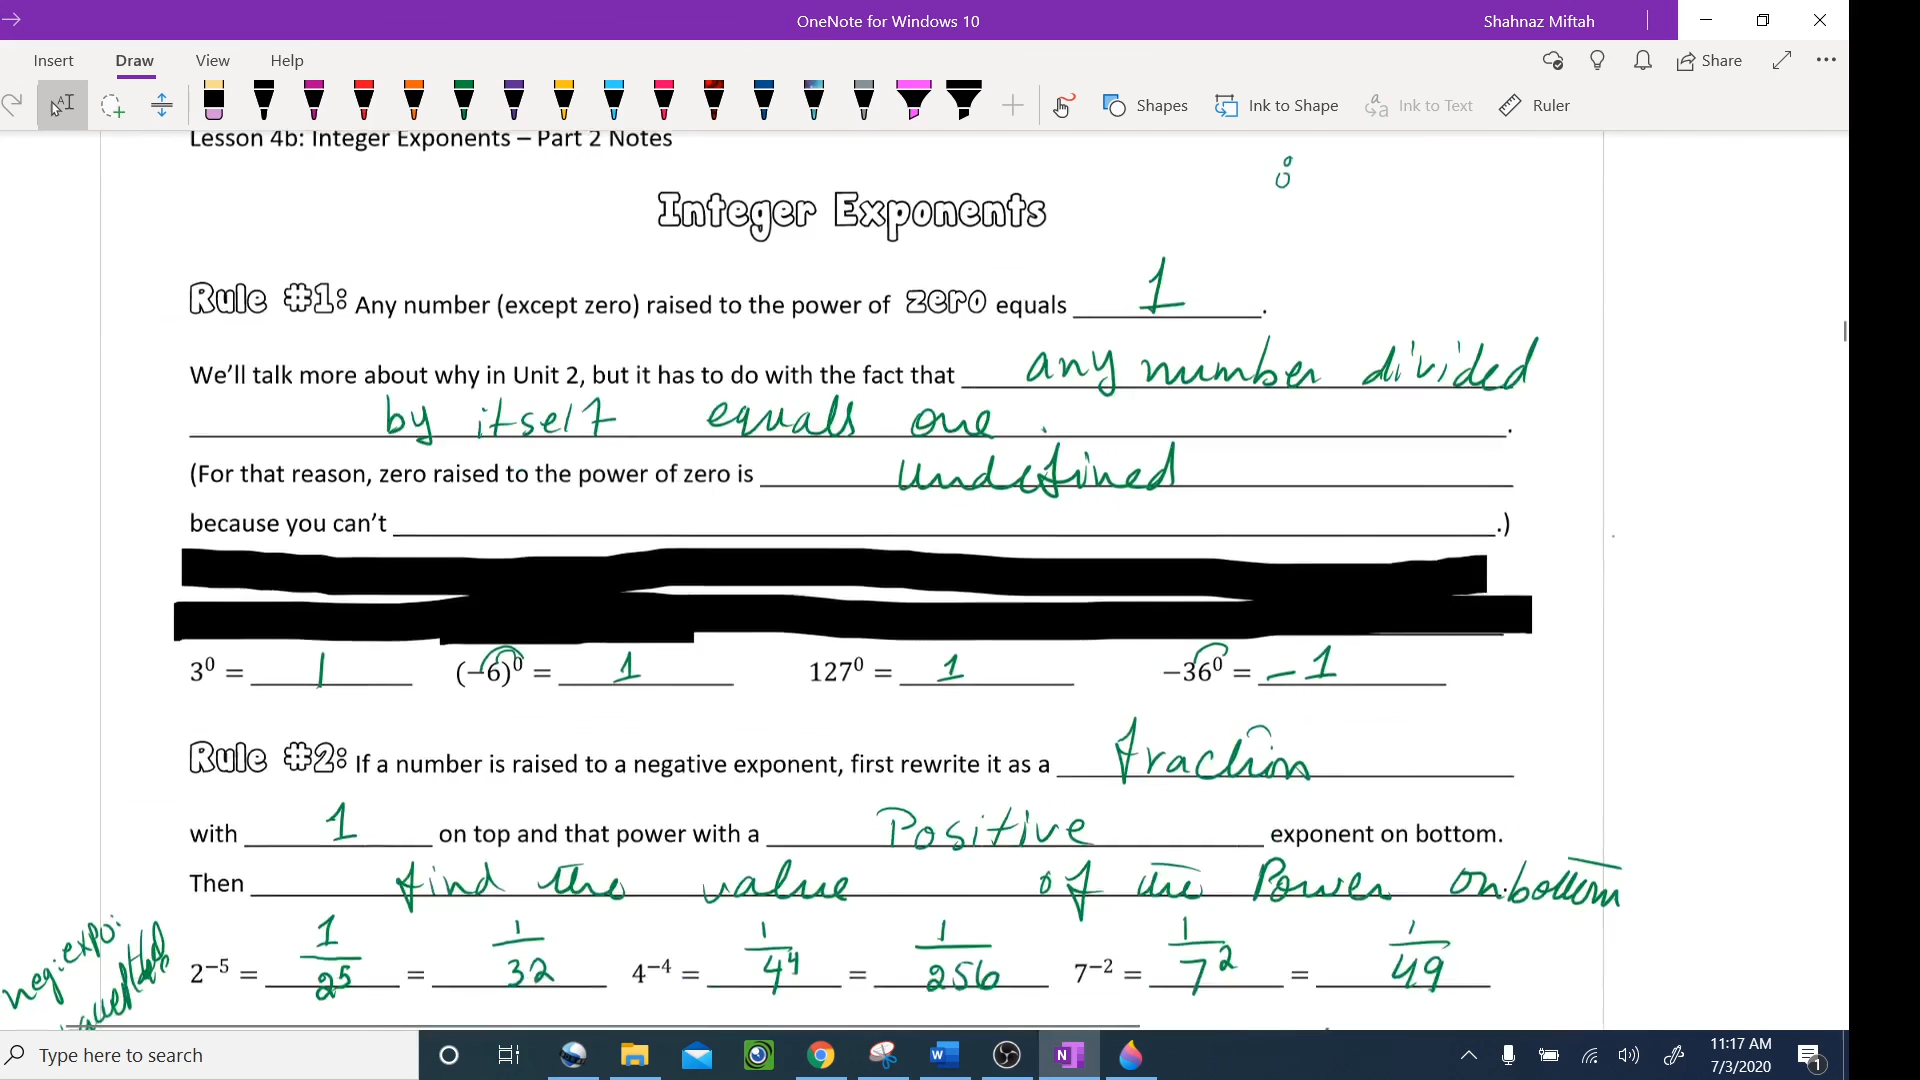 OneNote for Windows 10
Shahnaz Miftah
Insert Draw View Help
Share
Shapes Ink to Shape Ink to Text Ruler
Lesson 4b: Integer Exponents – Part 2 Notes
Integer Exponents
Rule #1: Any number (except zero) raised to the power of zero equals 1.
We'll talk more about why in Unit 2, but it has to do with the fact that any number divided
by itself equals one.
(For that reason, zero raised to the power of zero is undefined
because you can't ____.)
3⁰ = 1 (−6)⁰ = 1 127⁰ = 1 −36⁰ = −1
Rule #2: If a number is raised to a negative exponent, first rewrite it as a fraction
with 1 on top and that power with a Positive exponent on bottom.
Then find the value of the Power on bottom
neg. expo:
2⁻⁵ = 1/2⁵ = 1/32 4⁻⁴ = 1/4⁴ = 1/256 7⁻² = 1/7² = 1/49
Type here to search
11:17 AM
7/3/2020
1